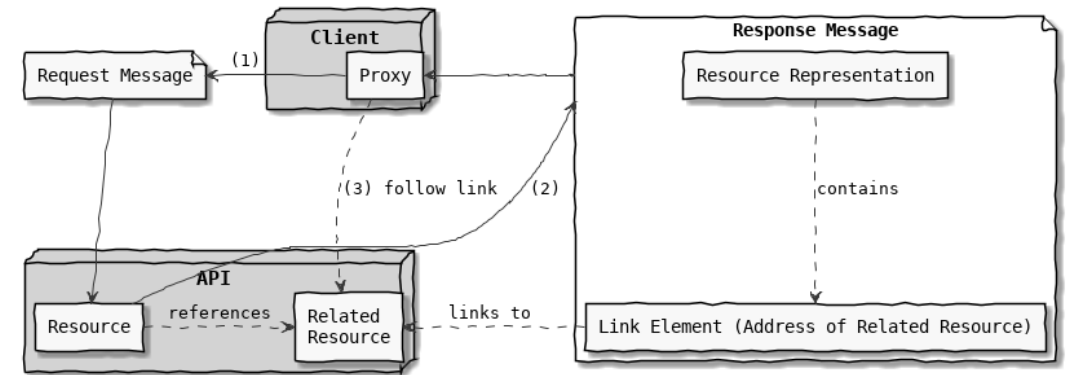 Client
Response Message
Request Message
(1)
Proxy
Resource Representation
(3) follow link
(2)
contains
API
Resource
references
Related
Resource
links to
Link Element (Address of Related Resource)